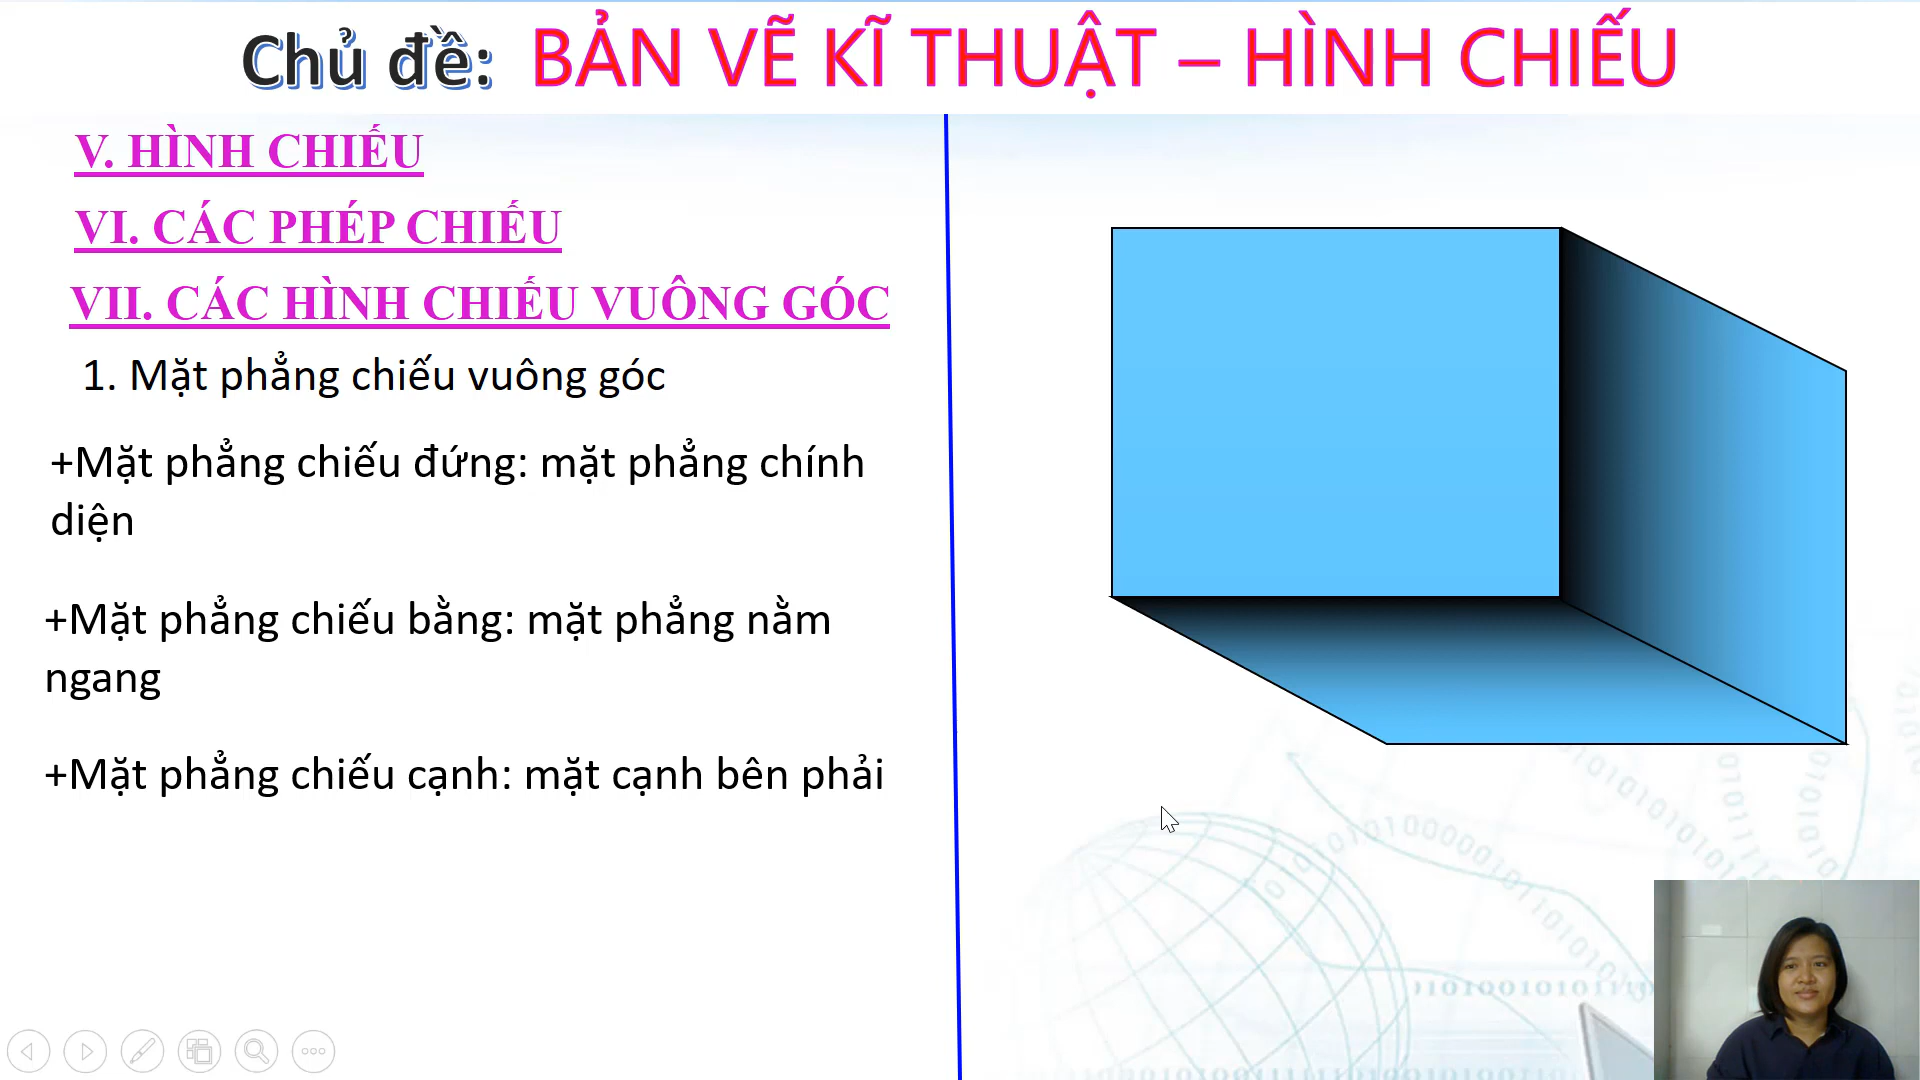 Chủ đề: BẢN VẼ KĨ THUẬT – HÌNH CHIẾU
V. HÌNH CHIẾU
VI. CÁC PHÉP CHIẾU
VII. CÁC HÌNH CHIẾU VUÔNG GÓC
1. Mặt phẳng chiếu vuông góc
+Mặt phẳng chiếu đứng: mặt phẳng chính
diện
+Mặt phẳng chiếu bằng: mặt phẳng nằm
ngang
+Mặt phẳng chiếu cạnh: mặt cạnh bên phải